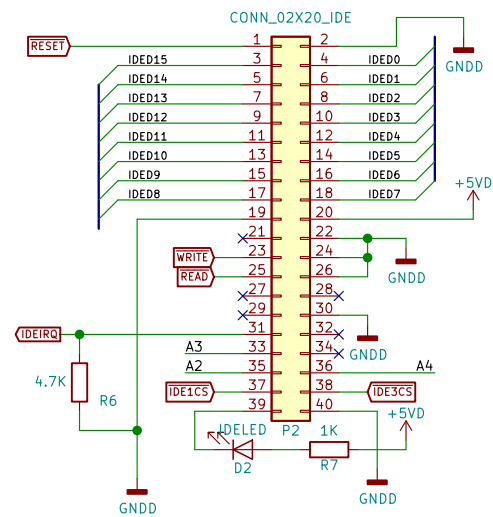 CONN_02X20_IDE
RESET 1 2
GNDD
IDED15 3 4 IDED0
IDED14 5 6 IDED1
IDED13 7 8 IDED2
IDED12 9 10 IDED3
IDED11 11 12 IDED4
IDED10 13 14 IDED5
IDED9 15 16 IDED6
IDED8 17 18 IDED7
+5VD
19 20
21 22
WRITE 23 24
READ 25 26
GNDD
27 28
29 30
IDEIRQ 31 32
A3 33 34
GNDD
A2 35 36 A4
4.7K
R6
IDE1CS 37 38 IDE3CS
39 40
+5VD
IDELED P2 1K
D2 R7
GNDD GNDD